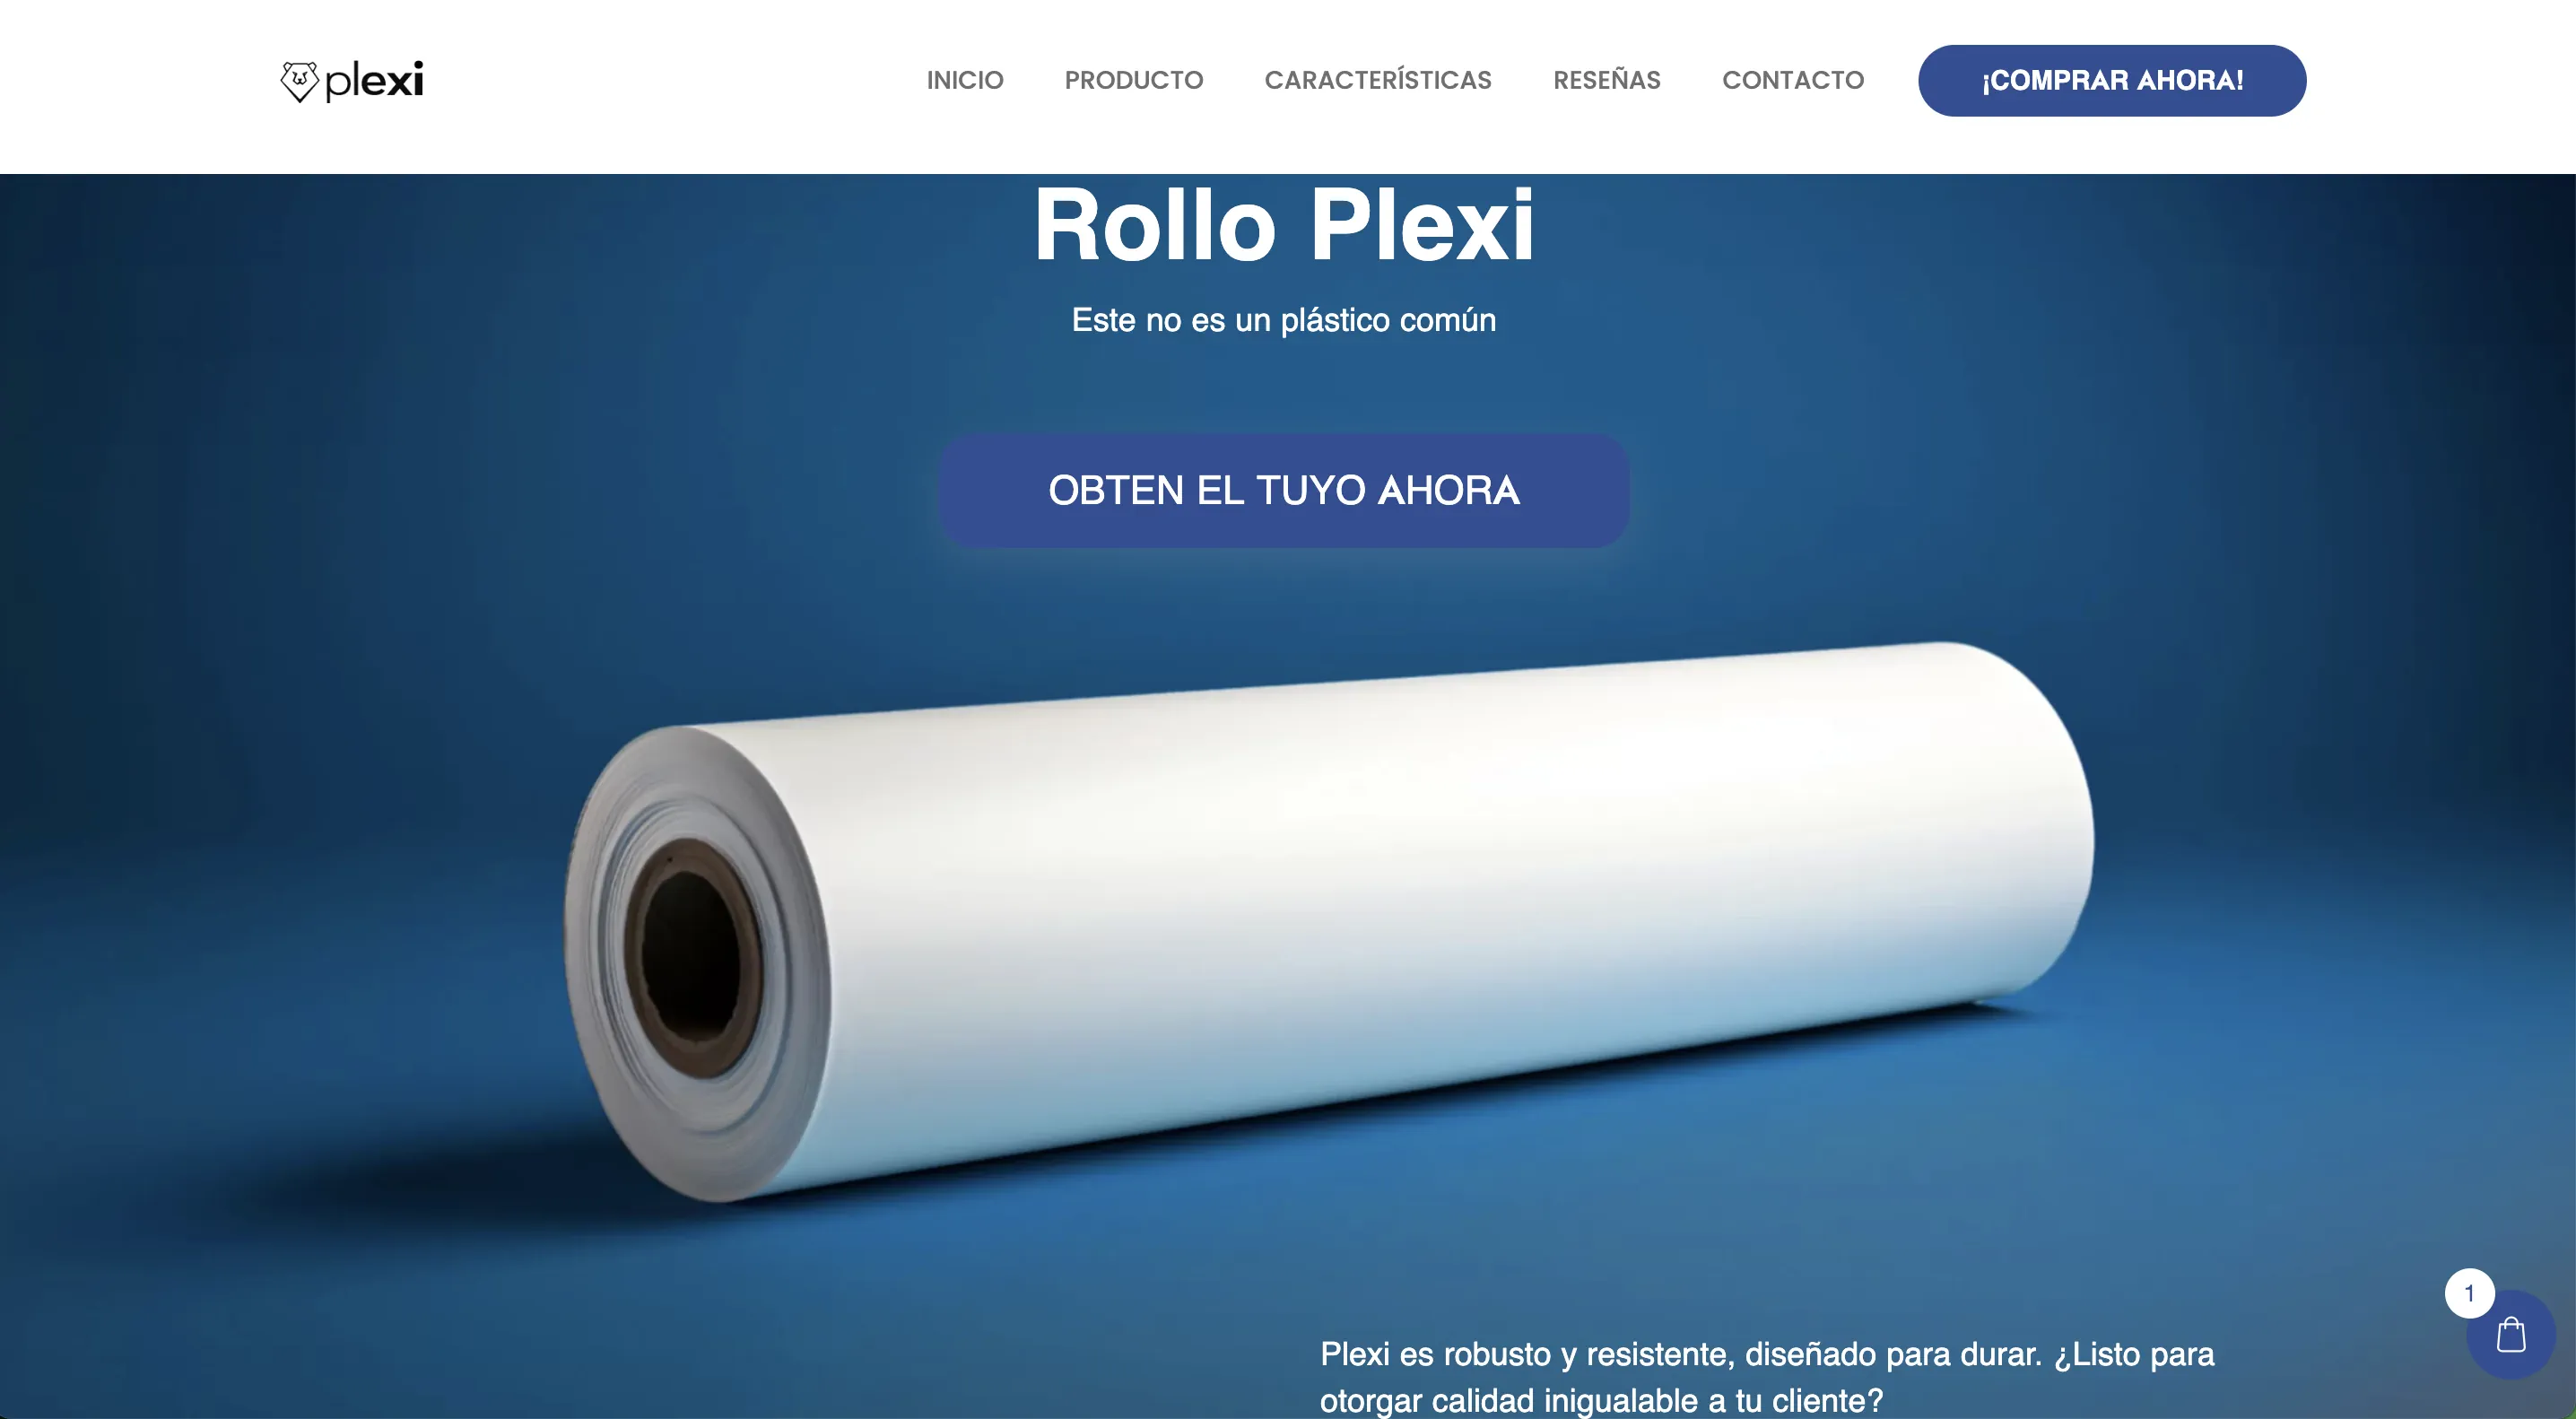 plexi
INICIO
PRODUCTO
CARACTERÍSTICAS
RESEÑAS
CONTACTO
¡COMPRAR AHORA!
Rollo Plexi
Este no es un plástico común
OBTEN EL TUYO AHORA
1
Plexi es robusto y resistente, diseñado para durar. ¿Listo para
otorgar calidad inigualable a tu cliente?